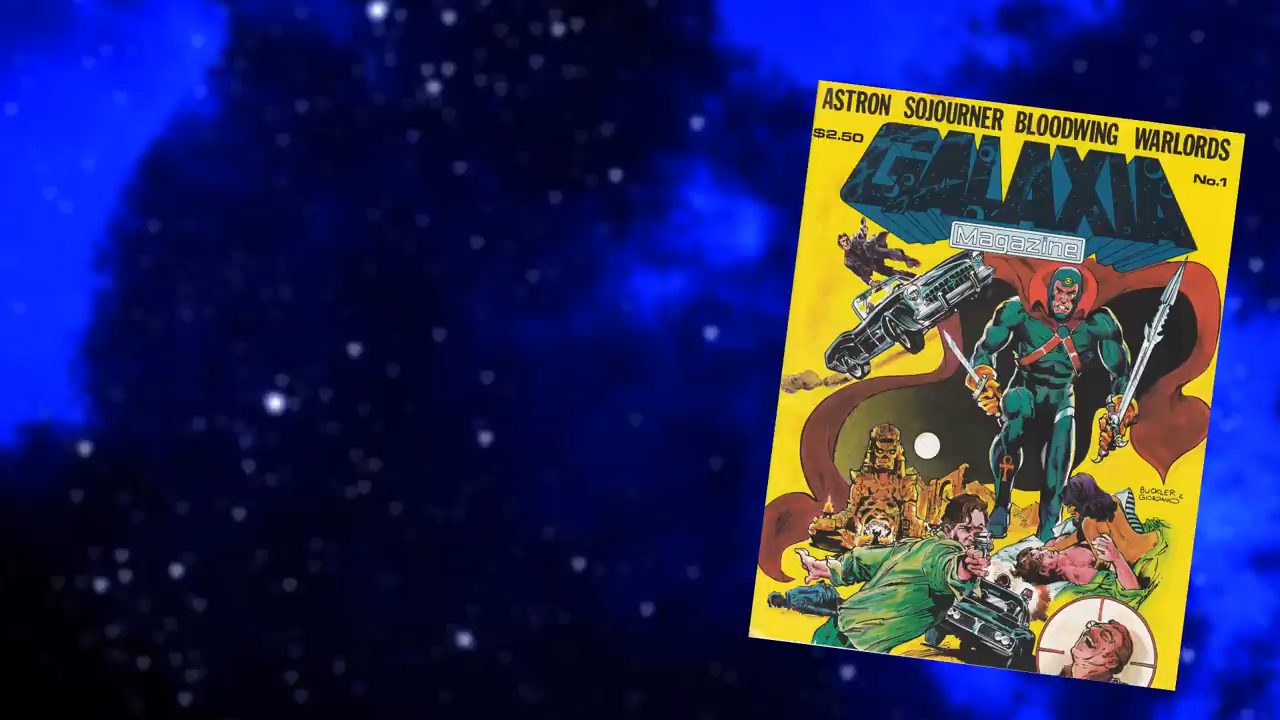 ASTRON SOJOURNER BLOODWING WARLORDS
$2.50
GALAXIA
No.1
Magazine
BUCKLER &
GIORDANO